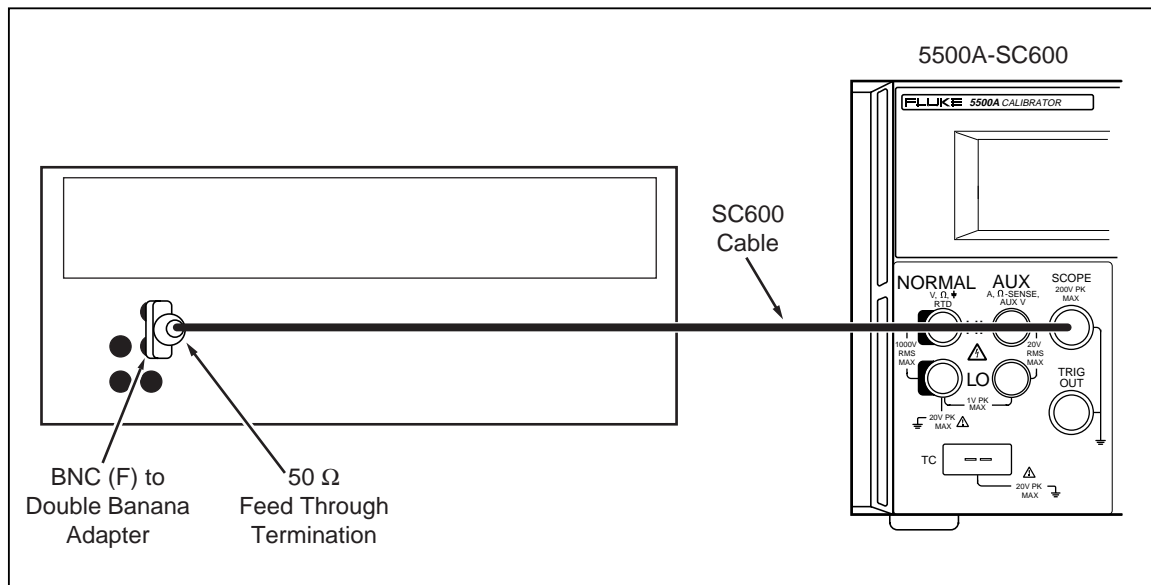 5500A-SC600
FLUKE 5500A CALIBRATOR
SC600
Cable
NORMAL
V, Ω,
RTD
AUX
A, Ω-SENSE,
AUX V
SCOPE
200V PK
MAX
1000V
RMS
MAX
20V
RMS
MAX
LO
TRIG
OUT
1V PK
MAX
20V PK
MAX
TC
20V PK
MAX
BNC (F) to
Double Banana
Adapter
50 Ω
Feed Through
Termination